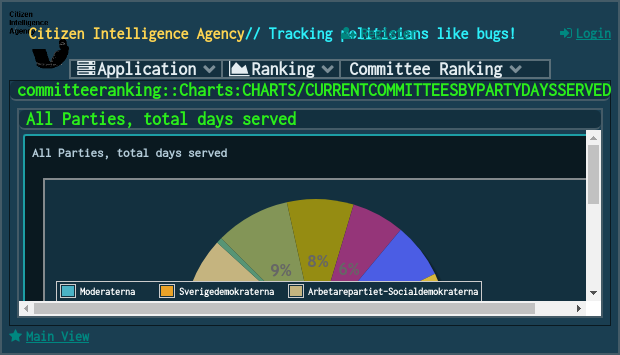 Citizen
Intelligence
Agency
Citizen Intelligence Agency// Tracking politicians like bugs!
Register
Login
Application Ranking Committee Ranking
committeeranking::Charts:CHARTS/CURRENTCOMMITTEESBYPARTYDAYSSERVED
All Parties, total days served
All Parties, total days served
9% 8% 6%
Moderaterna Sverigedemokraterna Arbetarepartiet-Socialdemokraterna
Main View